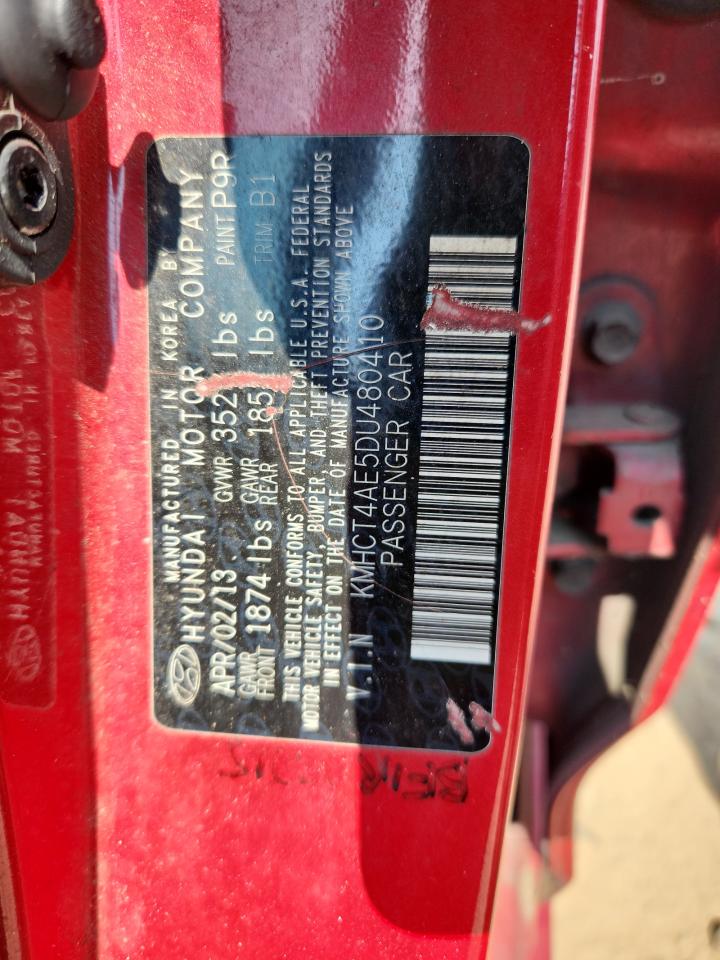 MANUFACTURED IN KOREA BY
HYUNDAI MOTOR COMPANY
APR/02/13 GVWR 352 lbs PAINT P9R
GAWR FRONT 1874 lbs GAWR REAR 185 lbs TRIM B1
THIS VEHICLE CONFORMS TO ALL APPLICABLE U.S.A. FEDERAL
MOTOR VEHICLE SAFETY, BUMPER, AND THEFT PREVENTION STANDARDS
IN EFFECT ON THE DATE OF MANUFACTURE SHOWN ABOVE
V.I.N KMHCT4AE5DU480410
PASSENGER CAR